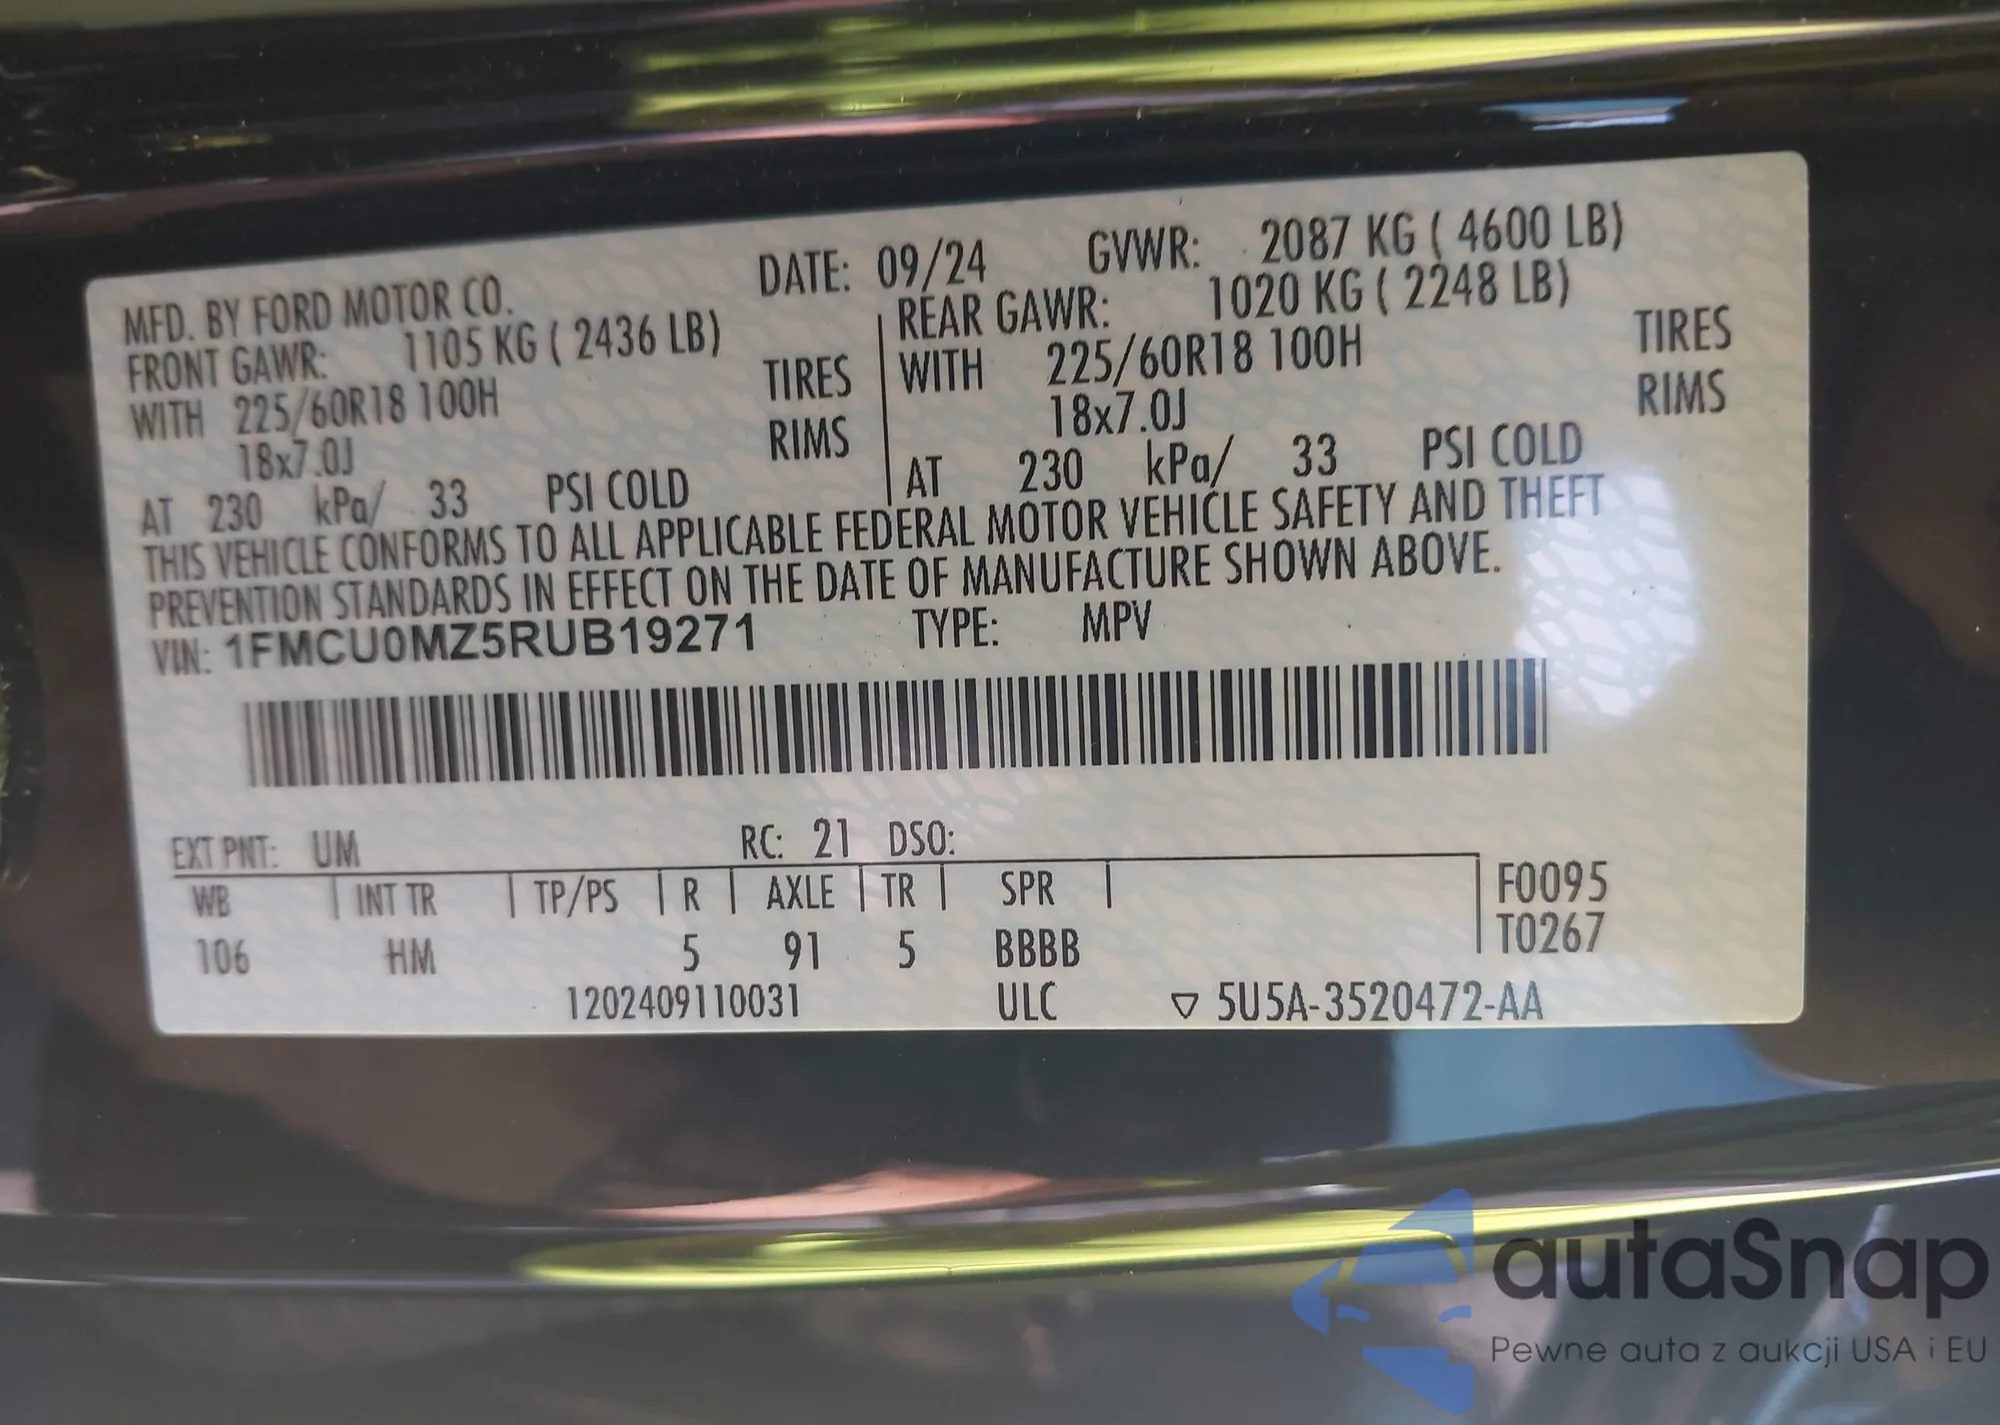 MFD. BY FORD MOTOR CO. DATE: 09/24 GVWR: 2087 KG ( 4600 LB)
FRONT GAWR: 1105 KG ( 2436 LB) REAR GAWR: 1020 KG ( 2248 LB)
WITH 225/60R18 100H TIRES WITH 225/60R18 100H TIRES
18x7.0J RIMS 18x7.0J RIMS
AT 230 kPa/ 33 PSI COLD AT 230 kPa/ 33 PSI COLD
THIS VEHICLE CONFORMS TO ALL APPLICABLE FEDERAL MOTOR VEHICLE SAFETY AND THEFT
PREVENTION STANDARDS IN EFFECT ON THE DATE OF MANUFACTURE SHOWN ABOVE.
VIN: 1FMCU0MZ5RUB19271 TYPE: MPV
EXT PNT: UM RC: 21 DSO:
WB INT TR TP/PS R AXLE TR SPR F0095
T0267
106 HM 5 91 5 BBBB
1202409110031 ULC ▽ 5U5A-3520472-AA
autaSnap
Pewne auta z aukcji USA i EU